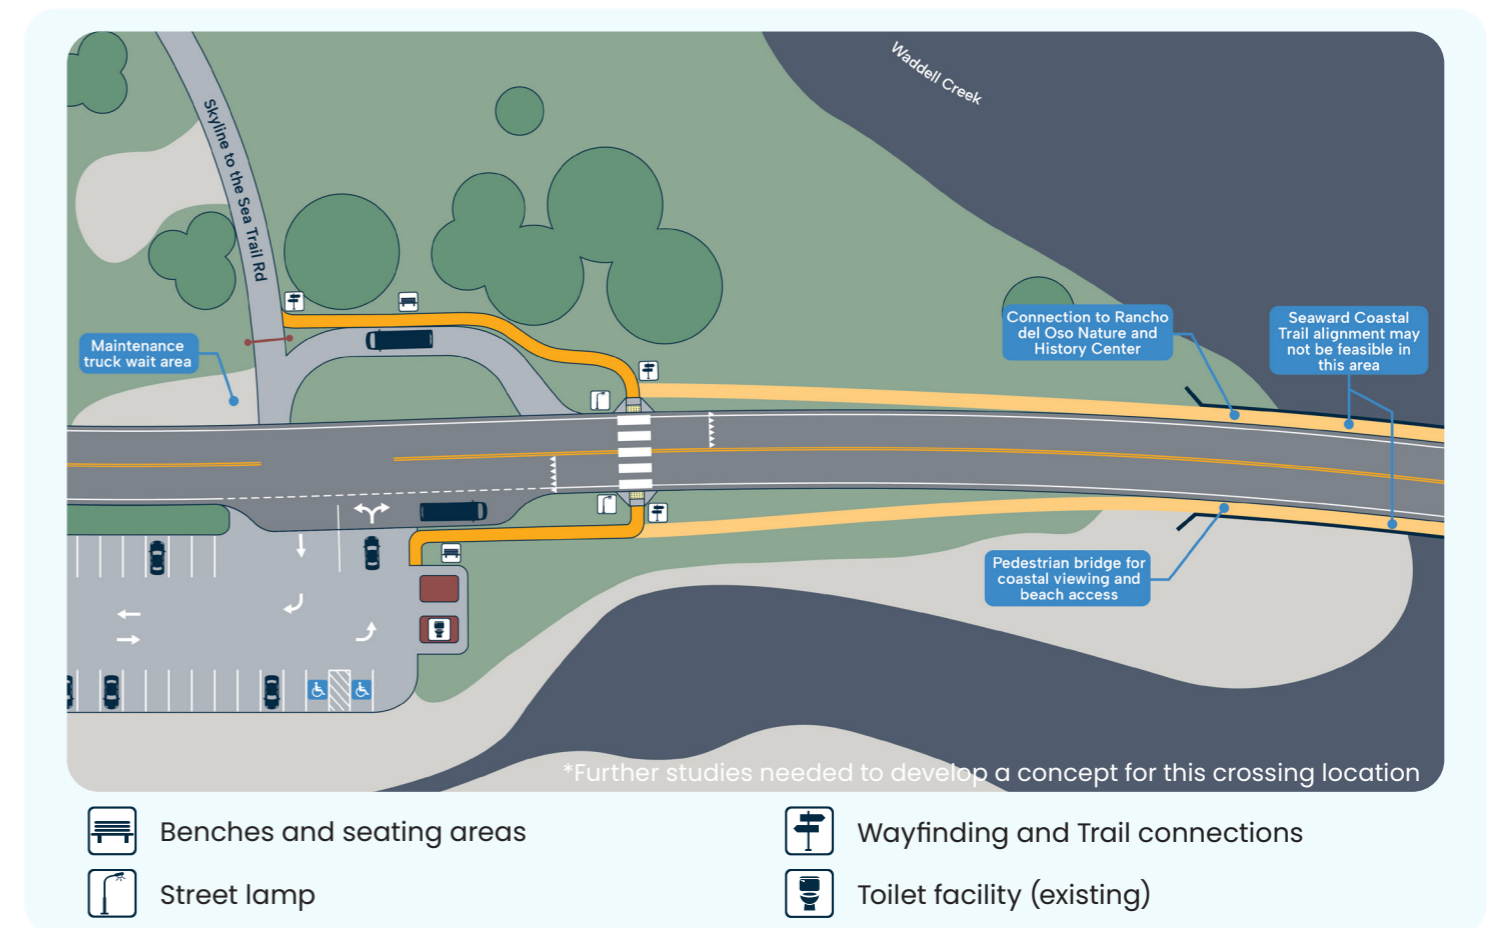 Waddell Creek
Skyline to the Sea Trail Rd
Connection to Rancho
del Oso Nature and
History Center
Seaward Coastal
Trail alignment may
not be feasible in
this area
Maintenance
truck wait area
Pedestrian bridge for
coastal viewing and
beach access
*Further studies needed to develop a concept for this crossing location
Benches and seating areas
Wayfinding and Trail connections
Street lamp
Toilet facility (existing)